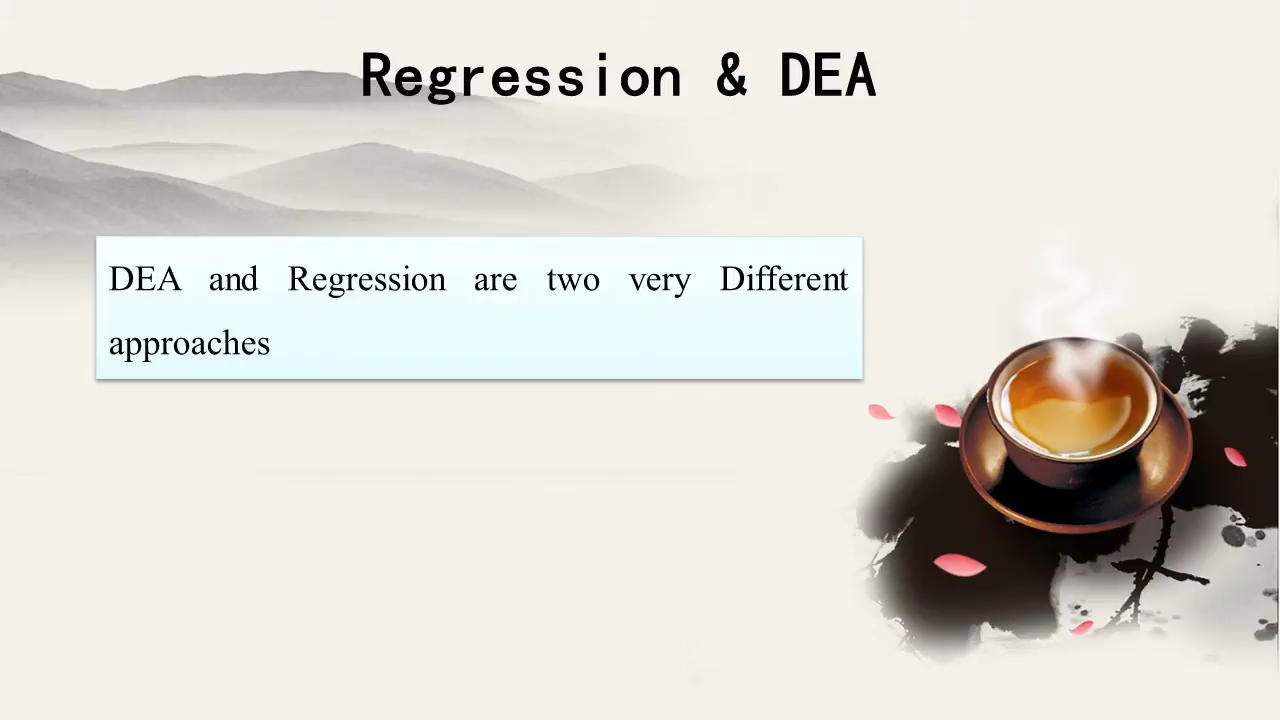 Regression & DEA
DEA and Regression are two very Different
approaches